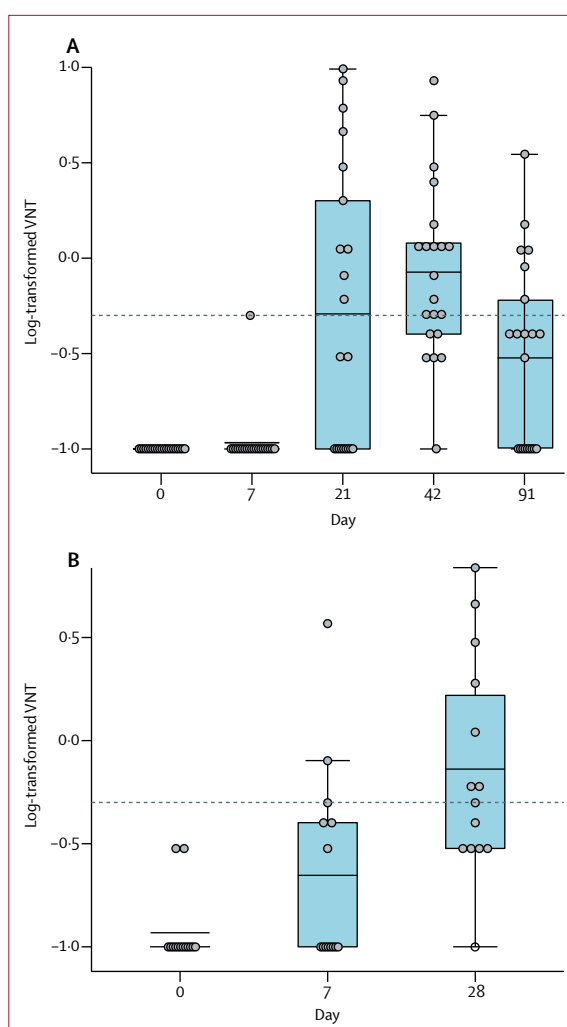 A
1·0
0·5
0·0
−0·5
−1·0
Log-transformed VNT
0 7 21 42 91
Day
B
0·5
0·0
−0·5
−1·0
Log-transformed VNT
0 7 28
Day